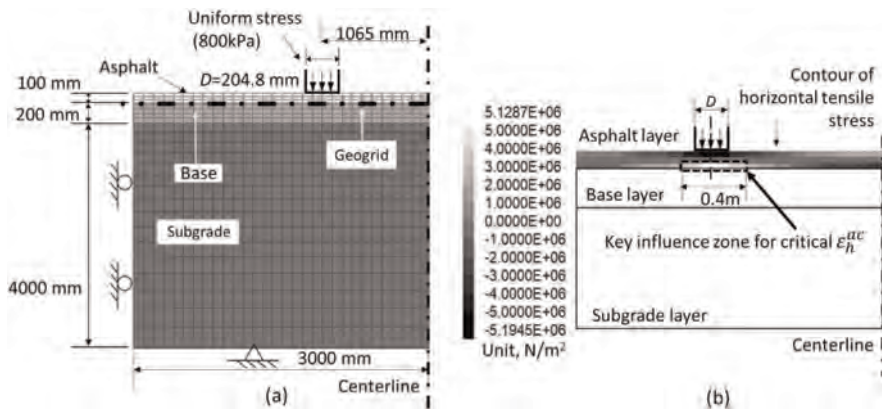 Uniform stress
(800kPa)
1065 mm
Asphalt
D=204.8 mm
100 mm
200 mm
Geogrid
Base
Subgrade
4000 mm
3000 mm
Centerline
(a)
Contour of
horizontal tensile
stress
D
5.1287E+06
5.0000E+06
4.0000E+06
3.0000E+06
2.0000E+06
1.0000E+06
0.0000E+00
-1.0000E+06
-2.0000E+06
-3.0000E+06
-4.0000E+06
-5.0000E+06
-5.1945E+06
Unit, N/m²
Asphalt layer
Base layer
0.4m
Key influence zone for critical ε_h^ac
Subgrade layer
Centerline
(b)